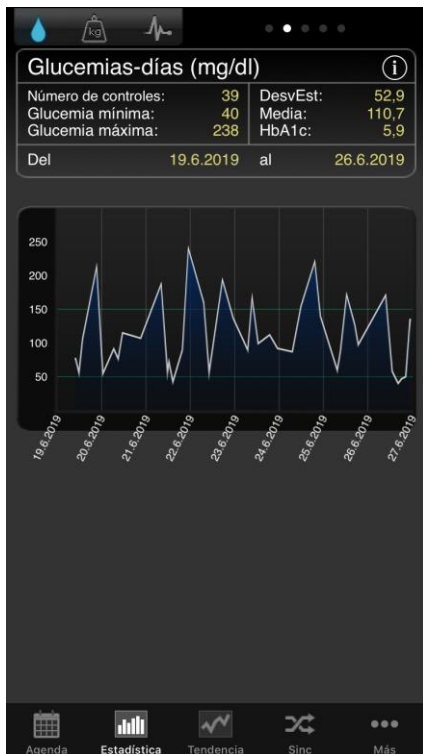 kg
Glucemias-días (mg/dl)
i
Número de controles: 39 DesvEst: 52,9
Glucemia mínima: 40 Media: 110,7
Glucemia máxima: 238 HbA1c: 5,9
Del 19.6.2019 al 26.6.2019
250
200
150
100
50
19.6.2019 20.6.2019 21.6.2019 22.6.2019 23.6.2019 24.6.2019 25.6.2019 26.6.2019 27.6.2019
Agenda Estadística Tendencia Sinc Más